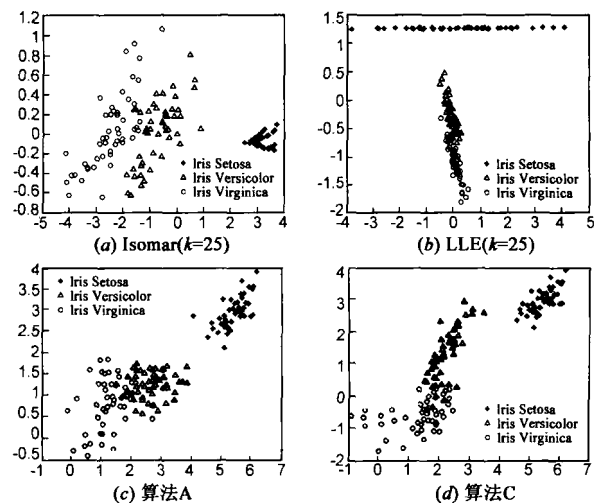 1.2
1
0.8
0.6
0.4
0.2
0
-0.2
-0.4
-0.6
0.8
-5 -4 -3 -2 -1 0 1 2 3 4
Iris Setosa
Iris Versicolor
Iris Virginica
(a) Isomar(k=25)
1.5
1
0.5
0
-0.5
-1
-1.5
-2
-4 -3 -2 -1 0 1 2 3 4 5
Iris Setosa
Iris Versicolor
Iris Virginica
(b) LLE(k=25)
4
3.5
3
2.5
2
1.5
1
0.5
0
-0.5
-1 0 1 2 3 4 5 6 7
Iris Setosa
Iris Versicolor
Iris Virginica
(c) 算法A
4
3
2
1
0
-1
-2
-1 0 1 2 3 4 5 6 7
Iris Setosa
Iris Versicolor
Iris Virginica
(d) 算法C